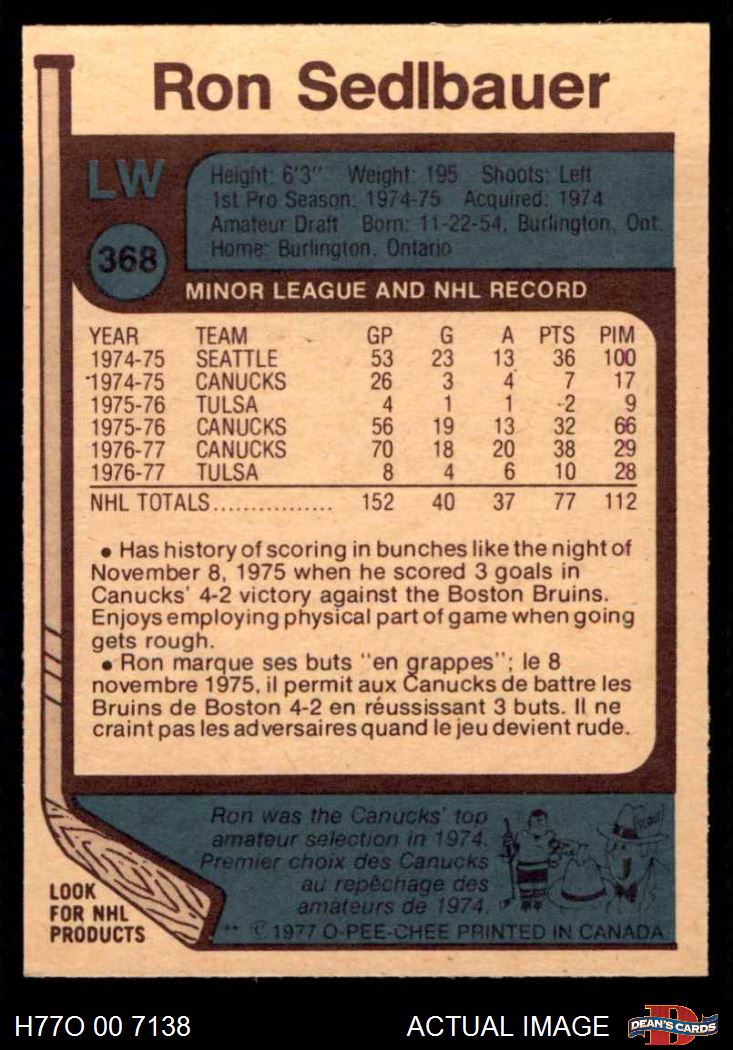 Ron Sedlbauer
LW
368
Height: 6'3" Weight: 195 Shoots: Left
1st Pro Season: 1974-75 Acquired: 1974
Amateur Draft Born: 11-22-54, Burlington, Ont.
Home: Burlington, Ontario
MINOR LEAGUE AND NHL RECORD
YEAR TEAM GP G A PTS PIM
1974-75 SEATTLE 53 23 13 36 100
1974-75 CANUCKS 26 3 4 7 17
1975-76 TULSA 4 1 1 2 9
1975-76 CANUCKS 56 19 13 32 66
1976-77 CANUCKS 70 18 20 38 29
1976-77 TULSA 8 4 6 10 28
NHL TOTALS................ 152 40 37 77 112
• Has history of scoring in bunches like the night of
November 8, 1975 when he scored 3 goals in
Canucks' 4-2 victory against the Boston Bruins.
Enjoys employing physical part of game when going
gets rough.
• Ron marque ses buts "en grappes"; le 8
novembre 1975, il permit aux Canucks de battre les
Bruins de Boston 4-2 en réussissant 3 buts. Il ne
craint pas les adversaires quand le jeu devient rude.
Ron was the Canucks' top
amateur selection in 1974.
Premier choix des Canucks
au repêchage des
amateurs de 1974.
LOOK
FOR NHL
PRODUCTS
** © 1977 O-PEE-CHEE PRINTED IN CANADA
H77O 00 7138
ACTUAL IMAGE
DEAN'S CARDS